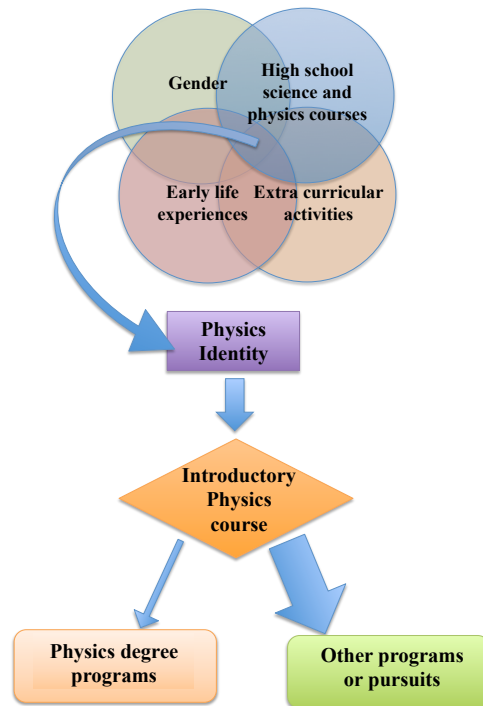 Gender
High school
science and
physics courses
Early life
experiences
Extra curricular
activities
Physics
Identity
Introductory
Physics
course
Physics degree
programs
Other programs
or pursuits